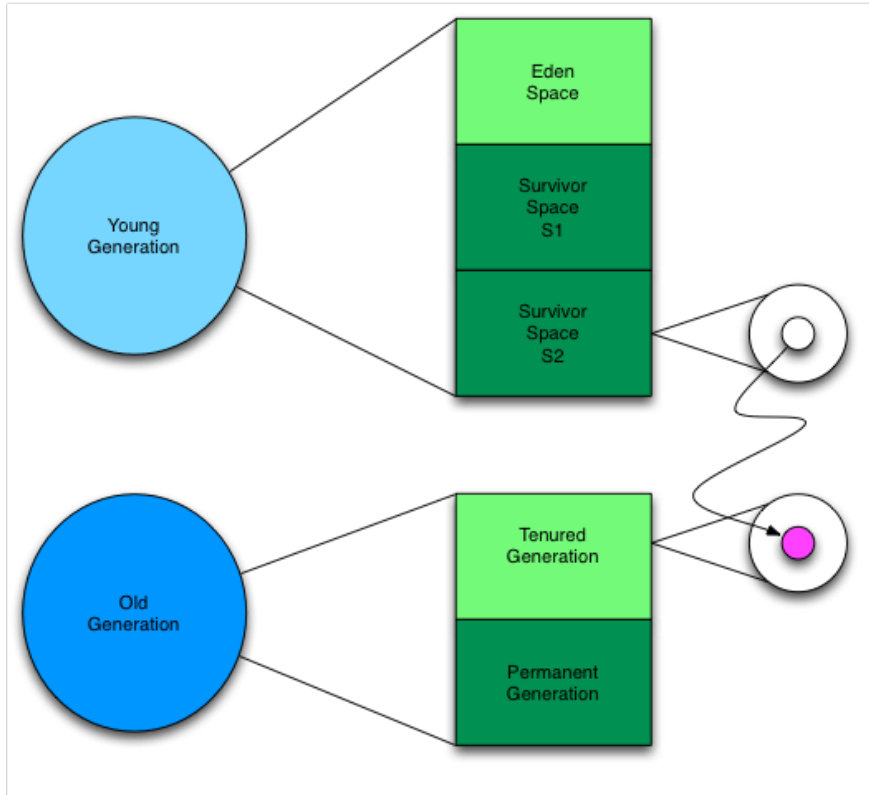 Eden
Space
Survivor
Space
S1
Young
Generation
Survivor
Space
S2
Tenured
Generation
Old
Generation
Permanent
Generation